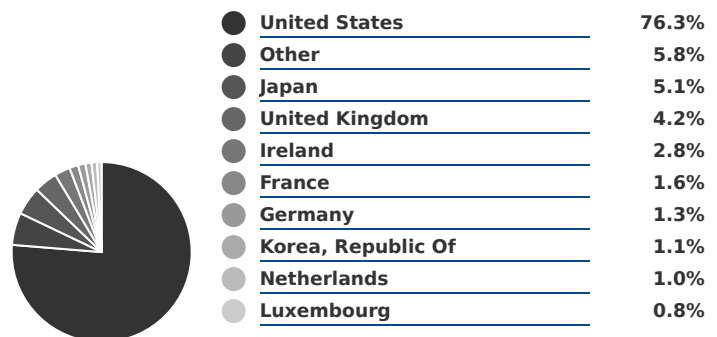 United States 76.3%
Other 5.8%
Japan 5.1%
United Kingdom 4.2%
Ireland 2.8%
France 1.6%
Germany 1.3%
Korea, Republic Of 1.1%
Netherlands 1.0%
Luxembourg 0.8%